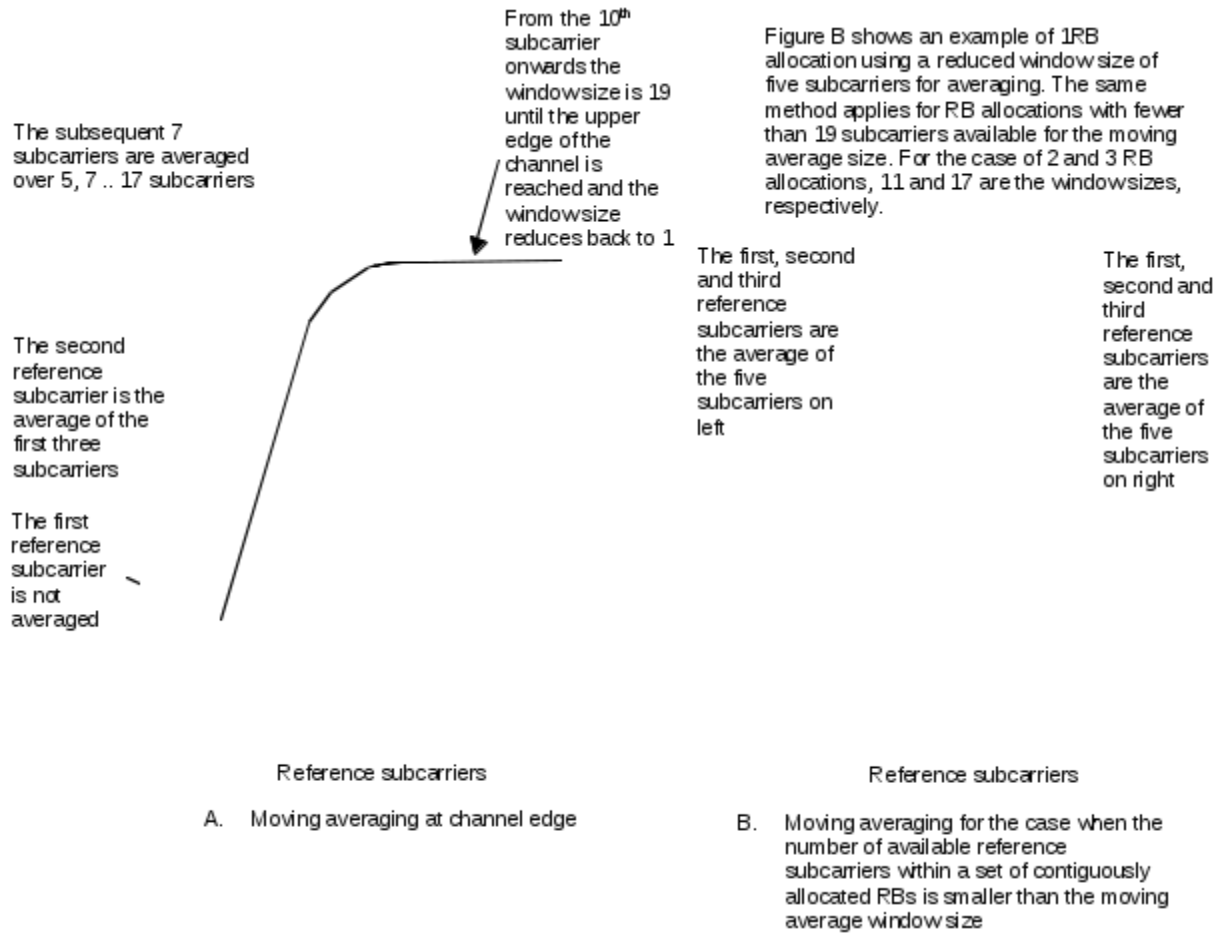 From the 10th
subcarrier
onwards the
window size is 19
until the upper
edge of the
channel is
reached and the
window size
reduces back to 1
Figure B shows an example of 1RB
allocation using a reduced window size of
five subcarriers for averaging. The same
method applies for RB allocations with fewer
than 19 subcarriers available for the moving
average size. For the case of 2 and 3 RB
allocations, 11 and 17 are the window sizes,
respectively.
The subsequent 7
subcarriers are averaged
over 5, 7 .. 17 subcarriers
The first, second
and third
reference
subcarriers are
the average of
the five
subcarriers on
left
The first,
second and
third
reference
subcarriers
are the
average of
the five
subcarriers
on right
The second
reference
subcarrier is the
average of the
first three
subcarriers
The first
reference
subcarrier
is not
averaged
Reference subcarriers
A. Moving averaging at channel edge
Reference subcarriers
B. Moving averaging for the case when the
number of available reference
subcarriers within a set of contiguously
allocated RBs is smaller than the moving
average window size